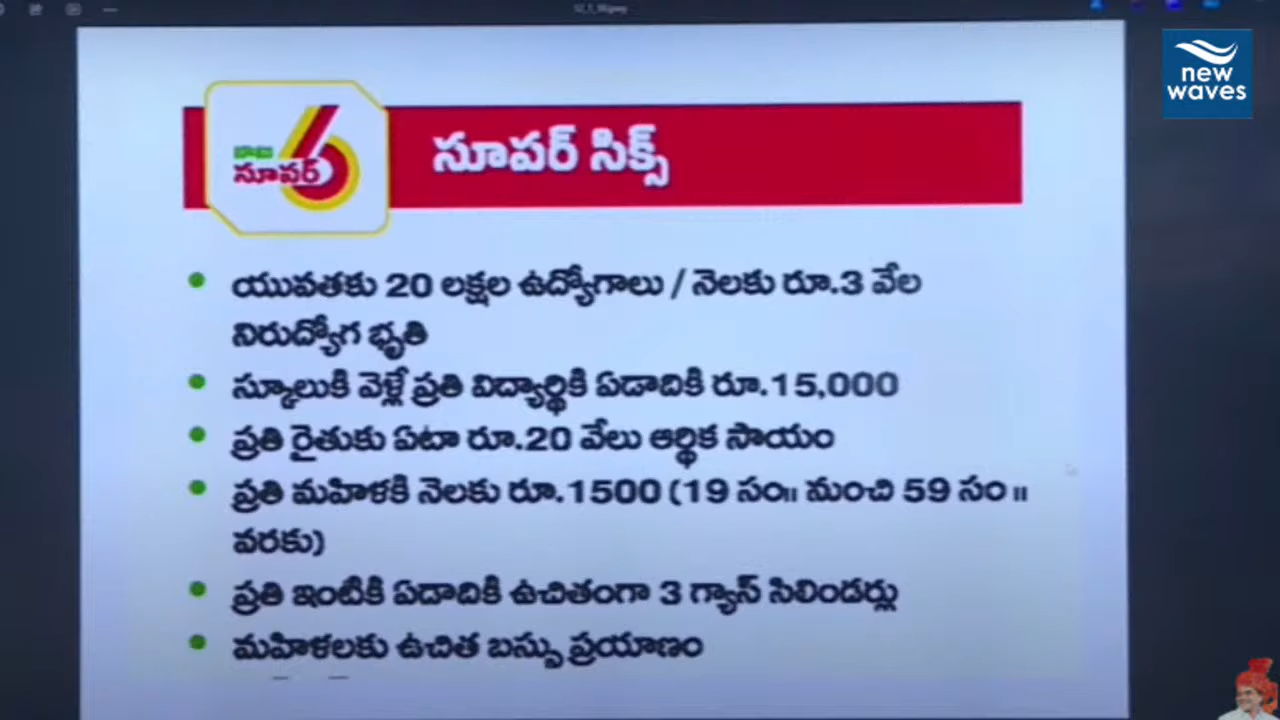 new
waves
బాబు
సూపర్ 6
సూపర్ సిక్స్
• యువతకు 20 లక్షల ఉద్యోగాలు / నెలకు రూ.3 వేల
నిరుద్యోగ భృతి
• స్కూలుకి వెళ్లే ప్రతి విద్యార్థికి ఏడాదికి రూ.15,000
• ప్రతి రైతుకు ఏటా రూ.20 వేలు ఆర్థిక సాయం
• ప్రతి మహిళకి నెలకు రూ.1500 (19 సం॥ నుంచి 59 సం॥
వరకు)
• ప్రతి ఇంటికి ఏడాదికి ఉచితంగా 3 గ్యాస్ సిలిండర్లు
• మహిళలకు ఉచిత బస్సు ప్రయాణం